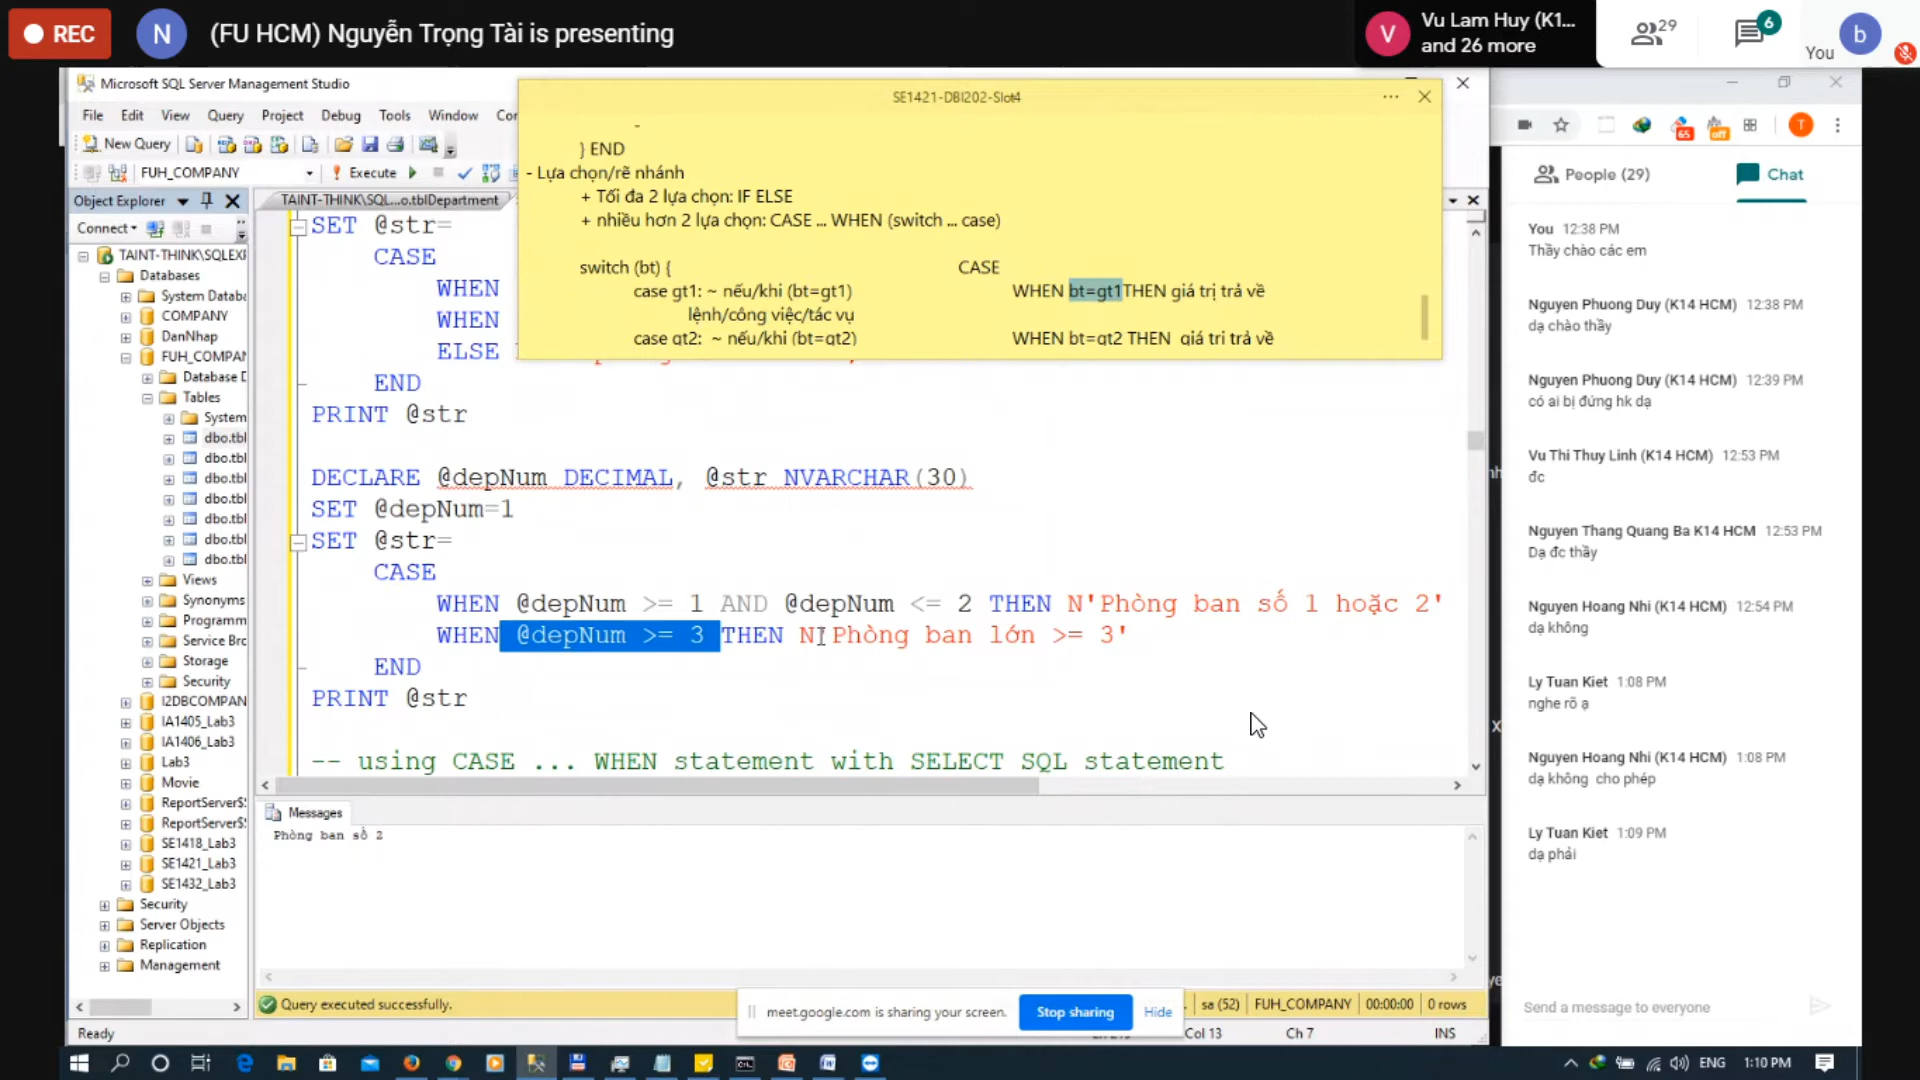 REC
N
(FU HCM) Nguyễn Trọng Tài is presenting
V
Vu Lam Huy (K1...
and 26 more
29
6
You
b
Microsoft SQL Server Management Studio
File Edit View Query Project Debug Tools Window
New Query
FUH_COMPANY
Execute
Object Explorer
TAINT-THINK\SQL...o.tblDepartment
Connect
TAINT-THINK\SQLEXF
Databases
System Databa
COMPANY
DanNhap
FUH_COMPAN
Database D
Tables
System
dbo.tbl
dbo.tbl
dbo.tbl
dbo.tbl
dbo.tbl
dbo.tbl
dbo.tbl
Views
Synonyms
Programm
Service Brc
Storage
Security
I2DBCOMPAN
IA1405_Lab3
IA1406_Lab3
Lab3
Movie
ReportServer$
ReportServer$
SE1418_Lab3
SE1421_Lab3
SE1432_Lab3
Security
Server Objects
Replication
Management
SE1421-DBI202-Slot4
-
} END
- Lựa chọn/rẽ nhánh
+ Tối đa 2 lựa chọn: IF ELSE
+ nhiều hơn 2 lựa chọn: CASE ... WHEN (switch ... case)
switch (bt) { CASE
case gt1: ~ nếu/khi (bt=gt1) WHEN bt=gt1THEN giá trị trả về
lệnh/công việc/tác vụ
case gt2: ~ nếu/khi (bt=gt2) WHEN bt=gt2 THEN giá trị trả về
SET @str=
CASE
WHEN
WHEN
ELSE
END
PRINT @str
DECLARE @depNum DECIMAL, @str NVARCHAR(30)
SET @depNum=1
SET @str=
CASE
WHEN @depNum >= 1 AND @depNum <= 2 THEN N'Phòng ban số 1 hoặc 2'
WHEN @depNum >= 3 THEN N'Phòng ban lớn >= 3'
END
PRINT @str
-- using CASE ... WHEN statement with SELECT SQL statement
Messages
Phòng ban số 2
Query executed successfully.
sa (52) FUH_COMPANY 00:00:00 0 rows
meet.google.com is sharing your screen. Stop sharing Hide
Ready
Col 13 Ch 7 INS
65
off
T
People (29)
Chat
You 12:38 PM
Thầy chào các em
Nguyen Phuong Duy (K14 HCM) 12:38 PM
dạ chào thầy
Nguyen Phuong Duy (K14 HCM) 12:39 PM
có ai bị đứng hk dạ
Vu Thi Thuy Linh (K14 HCM) 12:53 PM
đc
Nguyen Thang Quang Ba K14 HCM 12:53 PM
Dạ đc thầy
Nguyen Hoang Nhi (K14 HCM) 12:54 PM
dạ không
Ly Tuan Kiet 1:08 PM
nghe rõ ạ
Nguyen Hoang Nhi (K14 HCM) 1:08 PM
dạ không cho phép
Ly Tuan Kiet 1:09 PM
dạ phải
Send a message to everyone
ENG 1:10 PM